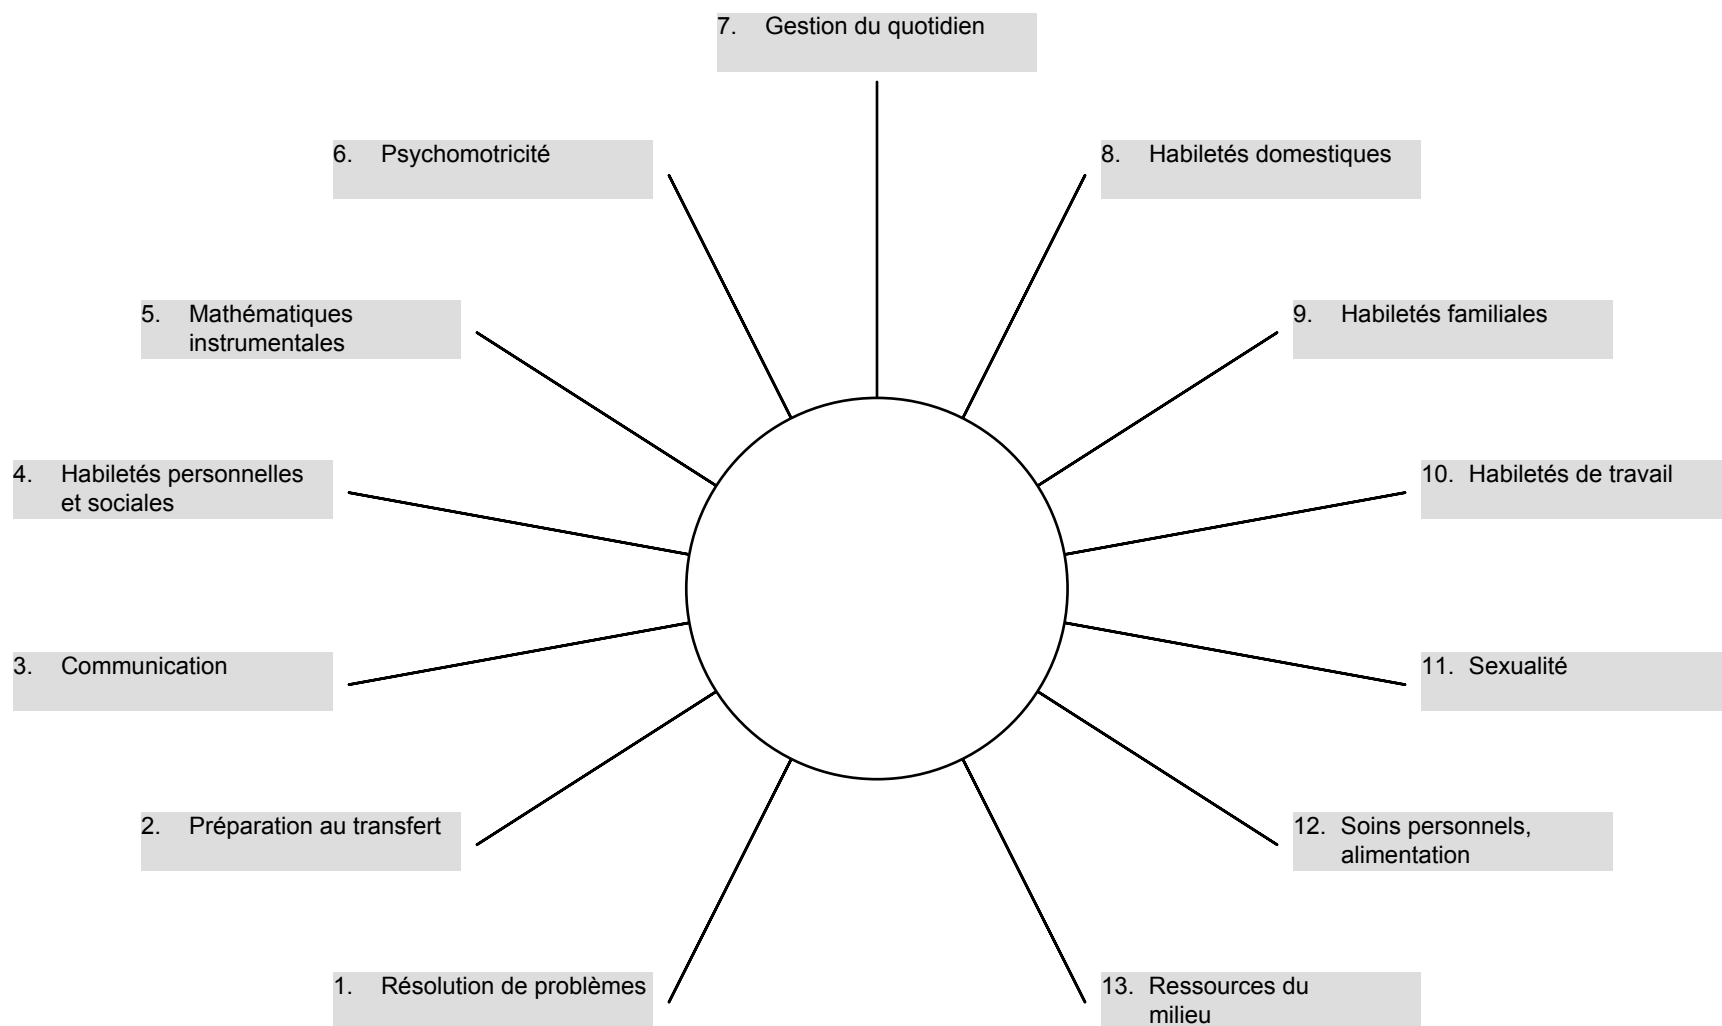 7. Gestion du quotidien
6. Psychomotricité
8. Habiletés domestiques
5. Mathématiques
instrumentales
9. Habiletés familiales
4. Habiletés personnelles
et sociales
10. Habiletés de travail
3. Communication
11. Sexualité
2. Préparation au transfert
12. Soins personnels,
alimentation
1. Résolution de problèmes
13. Ressources du
milieu